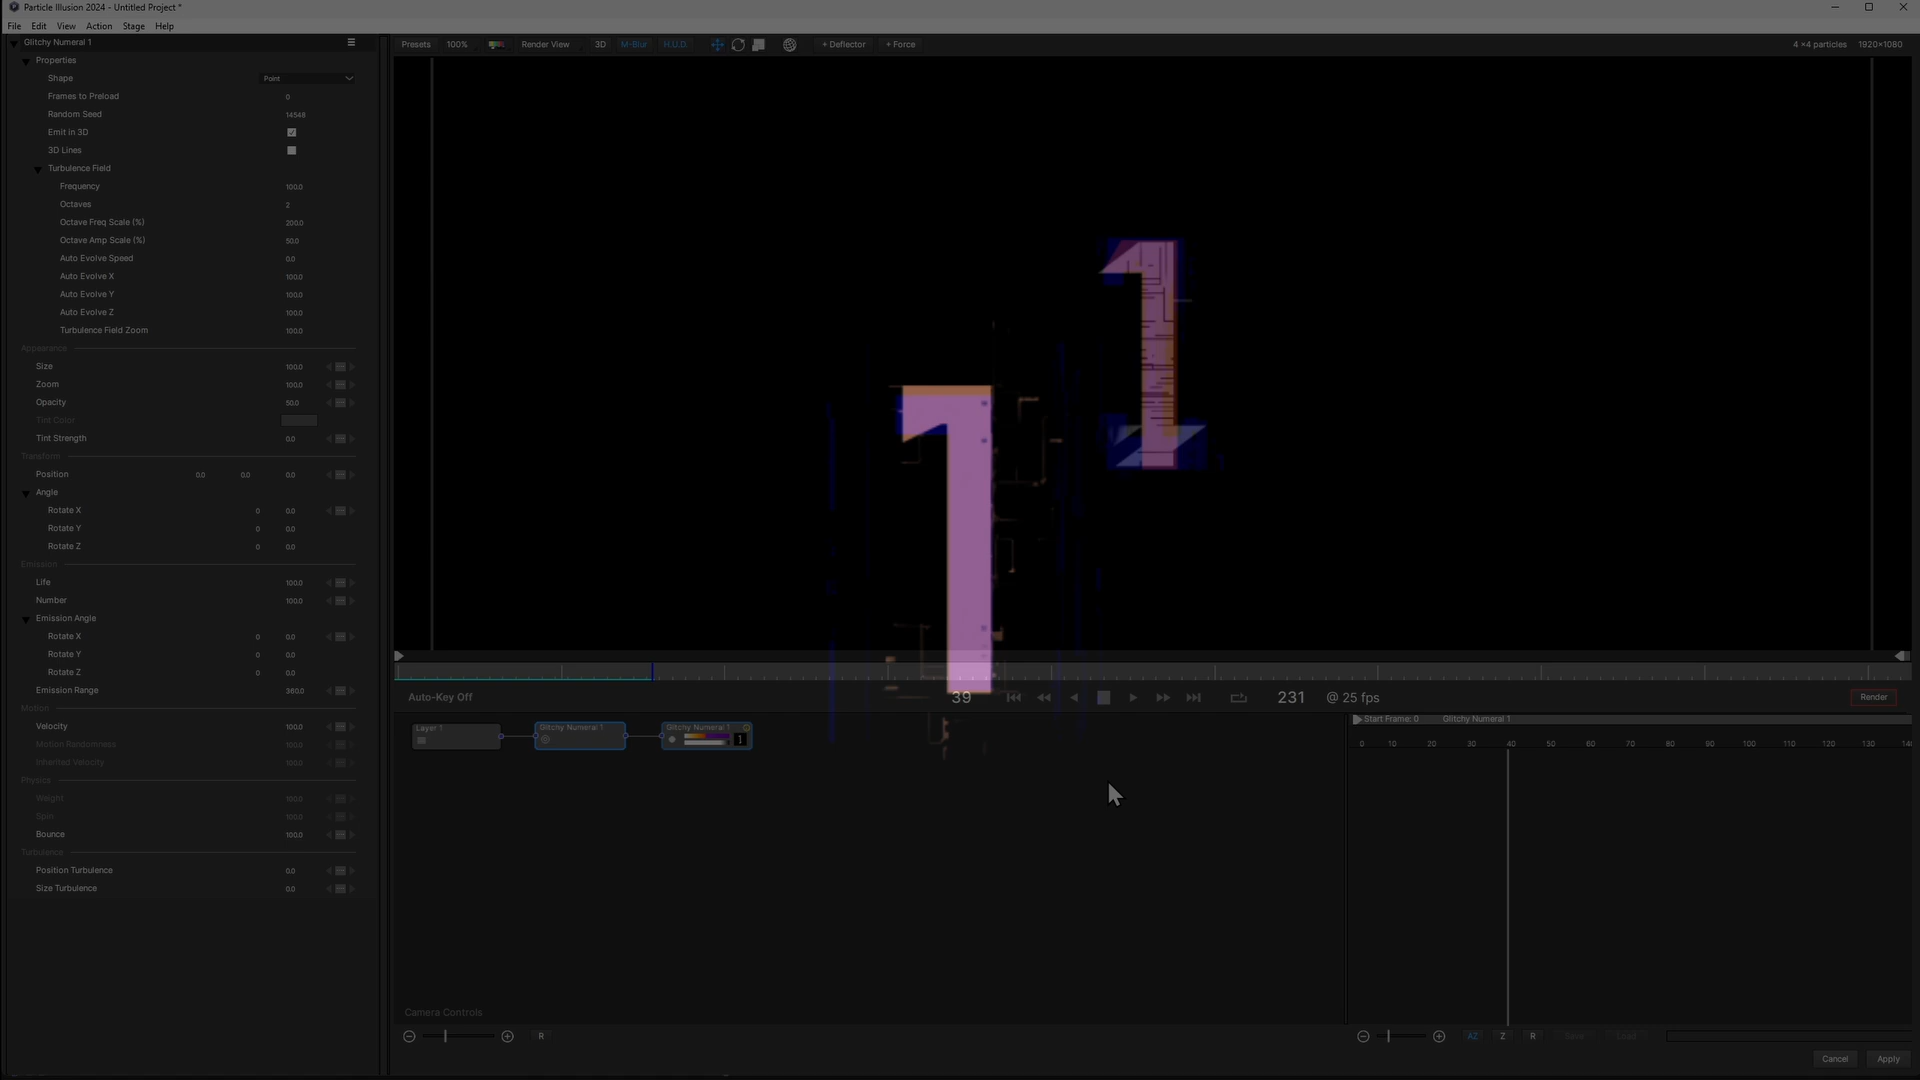 Particle Illusion 2024 - Untitled Project *
File Edit View Action Stage Help
Glitchy Numeral 1
Presets 100% Render View 3D M-Blur H.U.D. + Deflector + Force 4 ×4 particles 1920×1080
Properties
Shape Point
Frames to Preload 0
Random Seed 14548
Emit in 3D
3D Lines
Turbulence Field
Frequency 100.0
Octaves 2
Octave Freq Scale (%) 200.0
Octave Amp Scale (%) 50.0
Auto Evolve Speed 0.0
Auto Evolve X 100.0
Auto Evolve Y 100.0
Auto Evolve Z 100.0
Turbulence Field Zoom 100.0
Appearance
Size 100.0
Zoom 100.0
Opacity 50.0
Tint Color
Tint Strength 0.0
Transform
Position 0.0 0.0 0.0
Angle
Rotate X 0 0.0
Rotate Y 0 0.0
Rotate Z 0 0.0
Emission
Life 100.0
Number 100.0
Emission Angle
Rotate X 0 0.0
Rotate Y 0 0.0
Rotate Z 0 0.0
Emission Range 360.0
Motion
Velocity 100.0
Motion Randomness 100.0
Inherited Velocity 100.0
Physics
Weight 100.0
Spin 100.0
Bounce 100.0
Turbulence
Position Turbulence 0.0
Size Turbulence 0.0
1
1
Auto-Key Off 39 231 @ 25 fps Render
Layer 1 Glitchy Numeral 1 Glitchy Numeral 1
1
Start Frame: 0 Glitchy Numeral 1
0 10 20 30 40 50 60 70 80 90 100 110 120 130 14
Camera Controls
R
AZ Z R Save Load
Cancel Apply